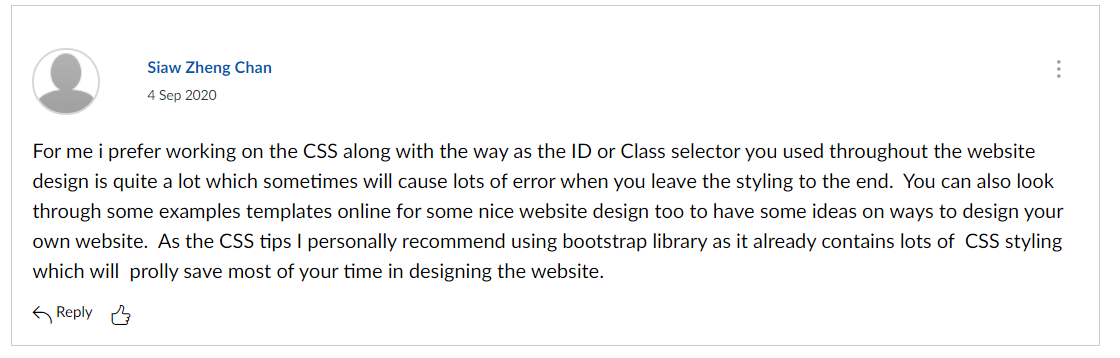 Siaw Zheng Chan
4 Sep 2020
For me i prefer working on the CSS along with the way as the ID or Class selector you used throughout the website
design is quite a lot which sometimes will cause lots of error when you leave the styling to the end.  You can also look
through some examples templates online for some nice website design too to have some ideas on ways to design your
own website.  As the CSS tips I personally recommend using bootstrap library as it already contains lots of  CSS styling
which will  prolly save most of your time in designing the website.
Reply